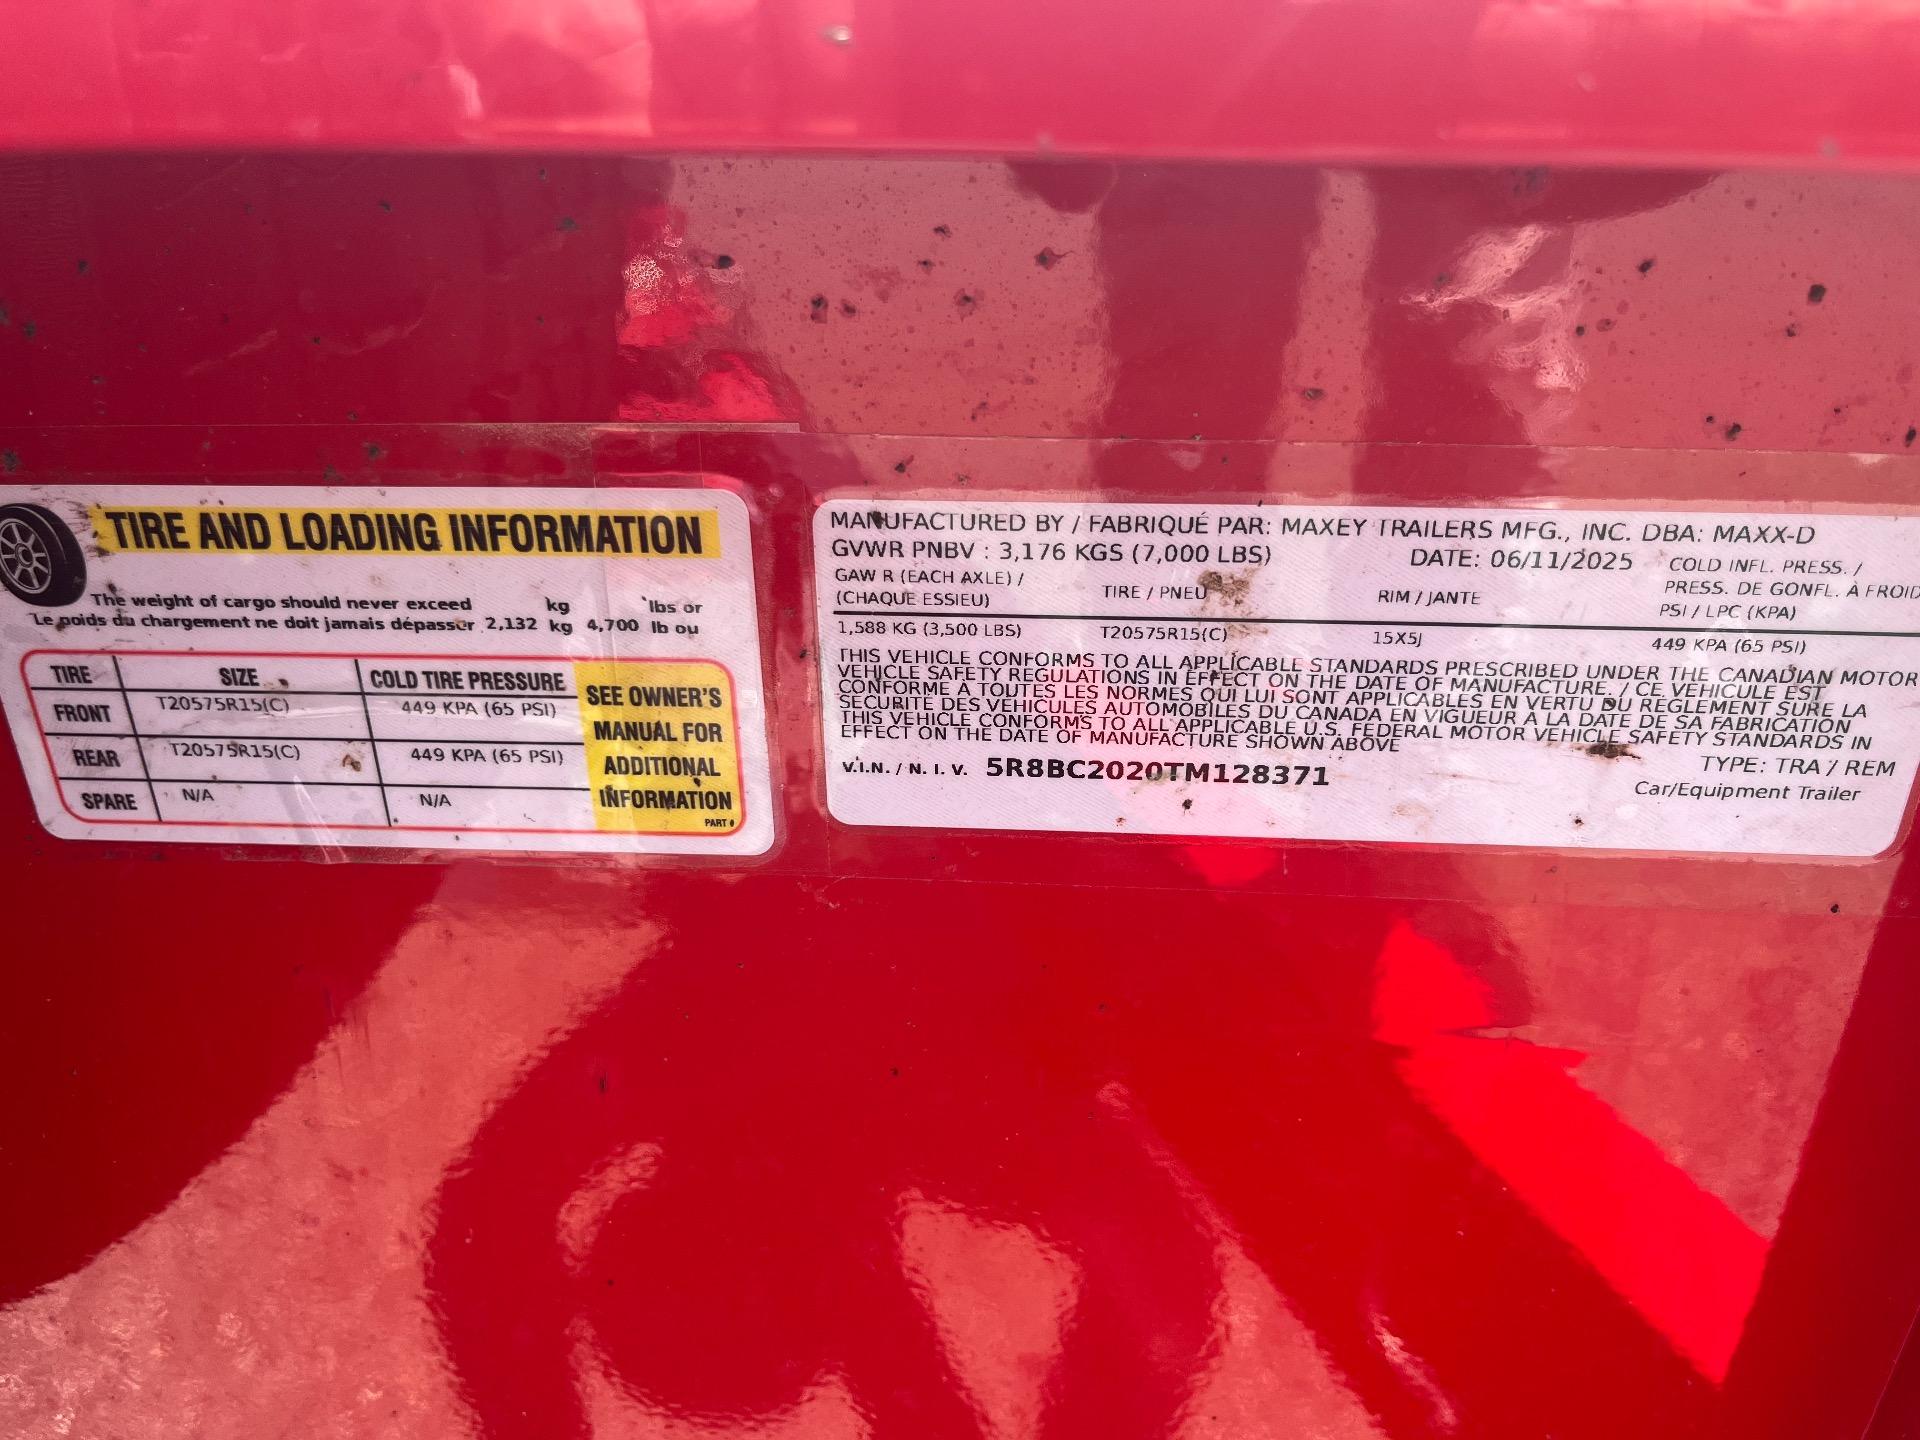 TIRE AND LOADING INFORMATION
The weight of cargo should never exceed kg lbs or
Le poids du chargement ne doit jamais dépasser 2,132 kg 4,700 lb ou
TIRE SIZE COLD TIRE PRESSURE
FRONT T20575R15(C) 449 KPA (65 PSI)
REAR T20575R15(C) 449 KPA (65 PSI)
SPARE N/A N/A
SEE OWNER'S
MANUAL FOR
ADDITIONAL
INFORMATION
PART #
MANUFACTURED BY / FABRIQUÉ PAR: MAXEY TRAILERS MFG., INC. DBA: MAXX-D
GVWR PNBV : 3,176 KGS (7,000 LBS) DATE: 06/11/2025
GAW R (EACH AXLE) /
(CHAQUE ESSIEU)
TIRE / PNEU
RIM / JANTE
COLD INFL. PRESS. /
PRESS. DE GONFL. À FROID
PSI / LPC (KPA)
1,588 KG (3,500 LBS) T20575R15(C) 15X5J 449 KPA (65 PSI)
THIS VEHICLE CONFORMS TO ALL APPLICABLE STANDARDS PRESCRIBED UNDER THE CANADIAN MOTOR
VEHICLE SAFETY REGULATIONS IN EFFECT ON THE DATE OF MANUFACTURE. / CE VEHICULE EST
CONFORME A TOUTES LES NORMES QUI LUI SONT APPLICABLES EN VERTU DU REGLEMENT SURE LA
SECURITE DES VEHICULES AUTOMOBILES DU CANADA EN VIGUEUR A LA DATE DE SA FABRICATION
THIS VEHICLE CONFORMS TO ALL APPLICABLE U.S. FEDERAL MOTOR VEHICLE SAFETY STANDARDS IN
EFFECT ON THE DATE OF MANUFACTURE SHOWN ABOVE
V.I.N. / N. I. V. 5R8BC2020TM128371
TYPE: TRA / REM
Car/Equipment Trailer